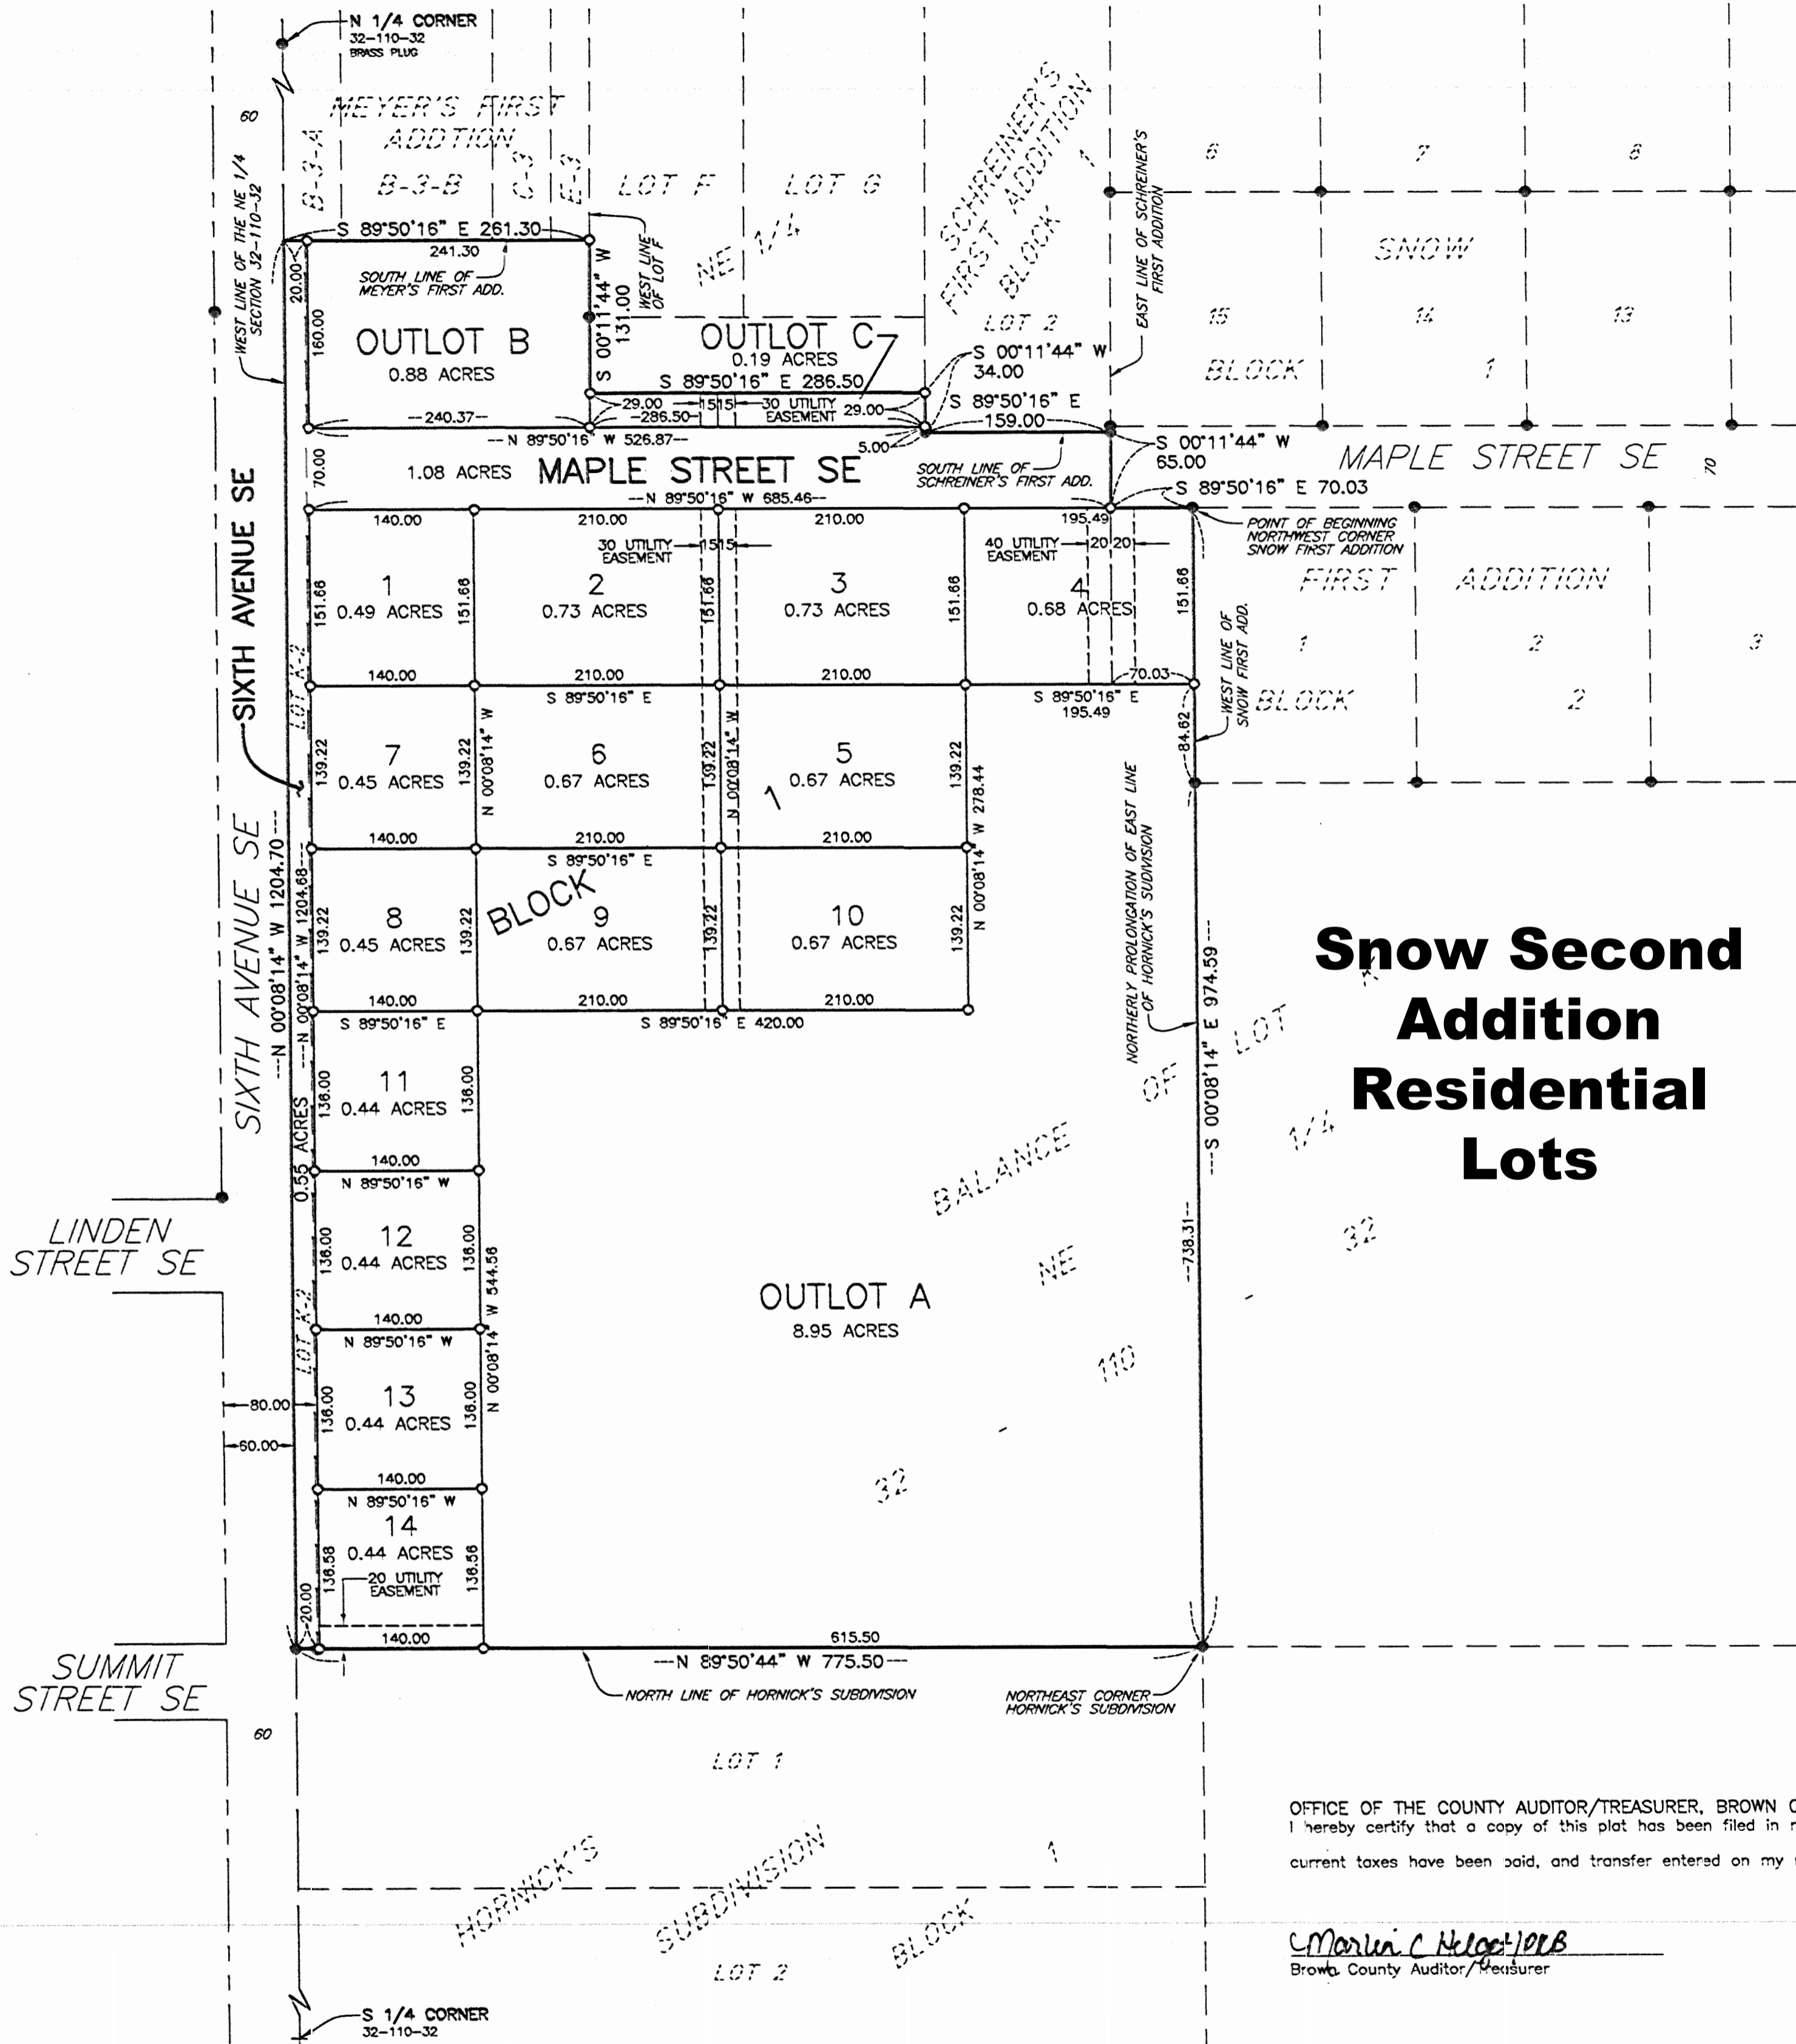 N 1/4 CORNER
32-110-32
BRASS PLUG
60
WEST LINE OF THE NE 1/4
SECTION 32-110-32
MEYER'S FIRST
ADDTION
B-3-A
B-3-B
LOT F
LOT G
NE 1/4
SCHREINER'S
FIRST ADDITION
BLOCK 1
LOT 2
EAST LINE OF SCHREINER'S
FIRST ADDITION
6
7
8
SNOW
15
14
13
BLOCK 1
S 89°50'16" E 261.30
241.30
20.00
SOUTH LINE OF
MEYER'S FIRST ADD.
160.00
OUTLOT B
0.88 ACRES
S 00°11'44" W
131.00
WEST LINE
OF LOT F
OUTLOT C
0.19 ACRES
S 89°50'16" E 286.50
29.00
15 15
30 UTILITY
EASEMENT
29.00
--286.50--
--240.37--
--N 89°50'16" W 526.87--
5.00
S 00°11'44" W
34.00
S 89°50'16" E
159.00
S 00°11'44" W
65.00
SOUTH LINE OF
SCHREINER'S FIRST ADD.
70.00
1.08 ACRES
MAPLE STREET SE
MAPLE STREET SE
70
--N 89°50'16" W 685.46--
S 89°50'16" E 70.03
POINT OF BEGINNING
NORTHWEST CORNER
SNOW FIRST ADDITION
SIXTH AVENUE SE
140.00
210.00
210.00
195.49
30 UTILITY
EASEMENT
15 15
40 UTILITY
EASEMENT
20 20
151.66
1
0.49 ACRES
151.66
2
0.73 ACRES
151.66
3
0.73 ACRES
151.66
4
0.68 ACRES
151.66
FIRST ADDITION
1
2
3
BLOCK 2
WEST LINE OF
SNOW FIRST ADD.
LOT K-2
140.00
210.00
210.00
70.03
S 89°50'16" E
S 89°50'16" E
195.49
84.62
139.22
7
0.45 ACRES
139.22
N 00°08'14" W
6
0.67 ACRES
139.22
N 00°08'14" W
5
0.67 ACRES
139.22
N 00°08'14" W 278.44
140.00
210.00
210.00
S 89°50'16" E
BLOCK 1
139.22
8
0.45 ACRES
139.22
9
0.67 ACRES
139.22
10
0.67 ACRES
139.22
140.00
210.00
210.00
S 89°50'16" E
S 89°50'16" E 420.00
SIXTH AVENUE SE
---N 00°08'14" W 1204.70---
---N 00°08'14" W 1204.68---
0.55 ACRES
NORTHERLY PROLONGATION OF EAST LINE
OF HORNICK'S SUDIVISION
---S 00°08'14" E 974.59---
--738.31--
Snow Second
Addition
Residential
Lots
136.00
11
0.44 ACRES
136.00
140.00
N 89°50'16" W
136.00
12
0.44 ACRES
136.00
N 00°08'14" W 544.56
140.00
N 89°50'16" W
LOT K-2
136.00
13
0.44 ACRES
136.00
140.00
N 89°50'16" W
80.00
60.00
136.58
14
0.44 ACRES
136.56
20 UTILITY
EASEMENT
20.00
140.00
BALANCE OF LOT
NE 1/4
32 - 110 - 32
OUTLOT A
8.95 ACRES
615.50
---N 89°50'44" W 775.50---
NORTH LINE OF HORNICK'S SUBDIVISION
NORTHEAST CORNER
HORNICK'S SUBDIVISION
LINDEN
STREET SE
SUMMIT
STREET SE
60
LOT 1
HORNICK'S SUBDIVISION
BLOCK 1
LOT 2
S 1/4 CORNER
32-110-32
OFFICE OF THE COUNTY AUDITOR/TREASURER, BROWN
I hereby certify that a copy of this plat has been filed in
current taxes have been paid, and transfer entered on my
Brown County Auditor/Treasurer